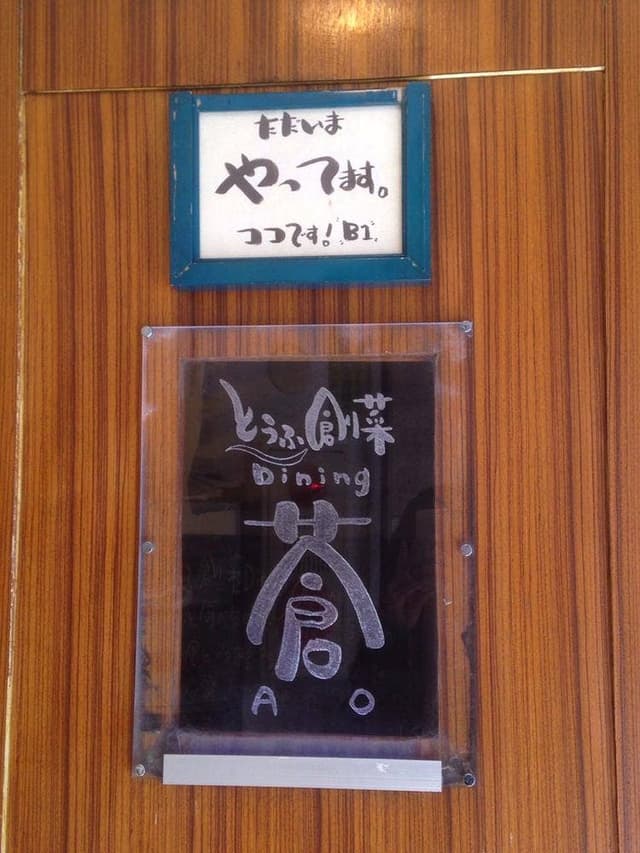 ただいま
やってます。
ココです！B1
とうふ創菜
Dining
蒼
AO